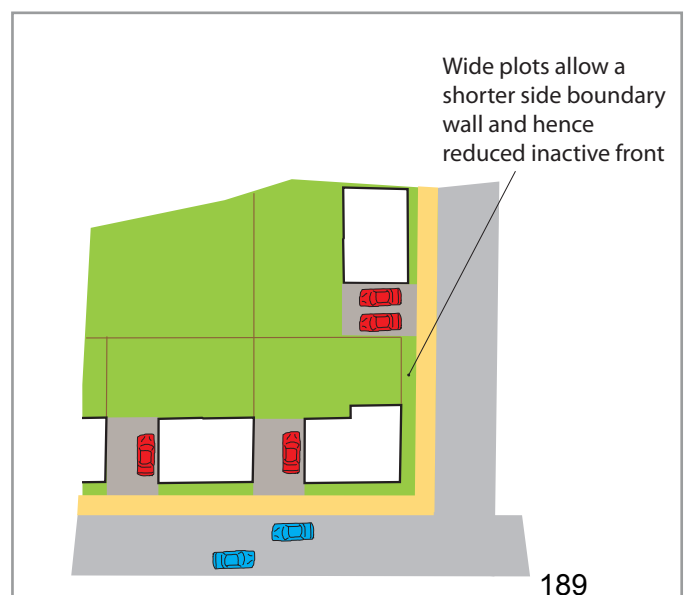 Wide plots allow a
shorter side boundary
wall and hence
reduced inactive front
189